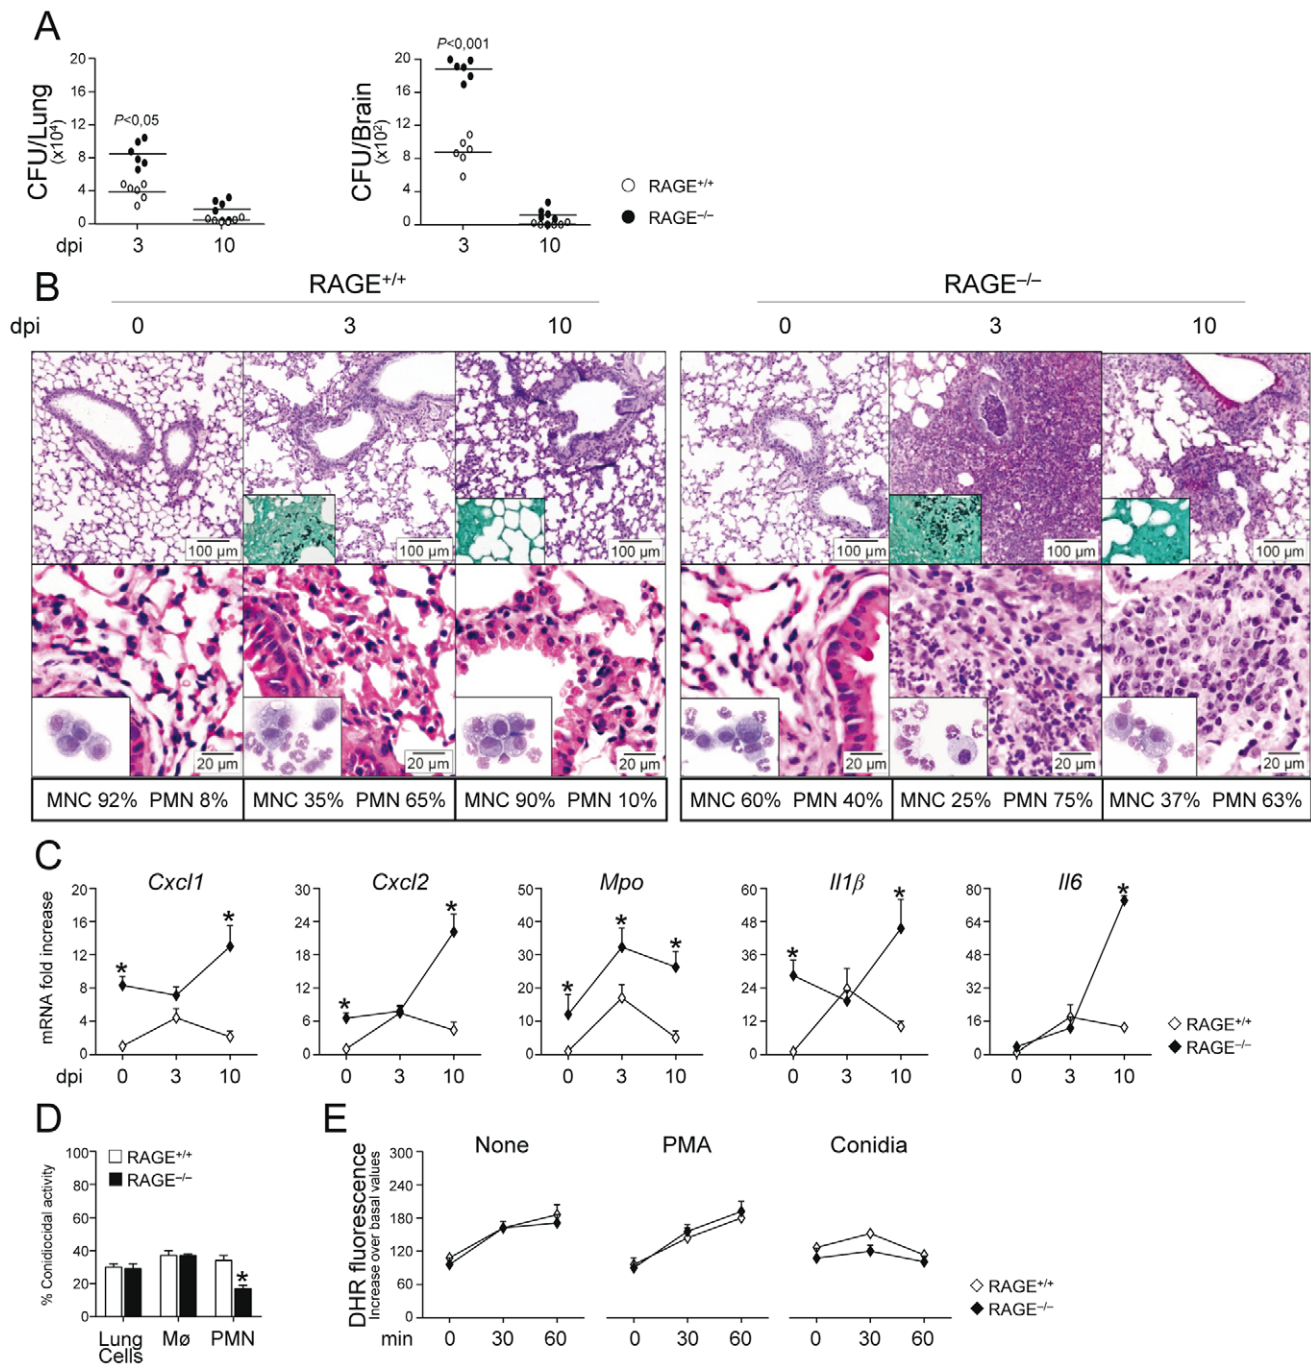 A
CFU/Lung
(x10⁴)
20
16
12
8
4
0
P<0,05
dpi
3
10
CFU/Brain
(x10²)
20
16
12
8
4
0
P<0,001
3
10
RAGE+/+
RAGE–/–
B
RAGE+/+
RAGE–/–
dpi
0
3
10
0
3
10
100 µm
100 µm
100 µm
100 µm
100 µm
100 µm
20 µm
20 µm
20 µm
20 µm
20 µm
20 µm
MNC 92% PMN 8%
MNC 35% PMN 65%
MNC 90% PMN 10%
MNC 60% PMN 40%
MNC 25% PMN 75%
MNC 37% PMN 63%
C
mRNA fold increase
Cxcl1
20
16
12
8
4
0
*
*
dpi
0
3
10
Cxcl2
30
24
18
12
6
0
*
*
0
3
10
Mpo
50
40
30
20
10
0
*
*
*
0
3
10
Il1β
60
48
36
24
12
0
*
*
0
3
10
Il6
80
64
48
32
16
0
*
0
3
10
RAGE+/+
RAGE–/–
D
% Conidiocidal activity
100
80
60
40
20
0
RAGE+/+
RAGE–/–
*
Lung
Cells
Mø
PMN
E
DHR fluorescence
Increase over basal values
None
PMA
Conidia
300
240
180
120
60
0
min
0
30
60
0
30
60
0
30
60
RAGE+/+
RAGE–/–